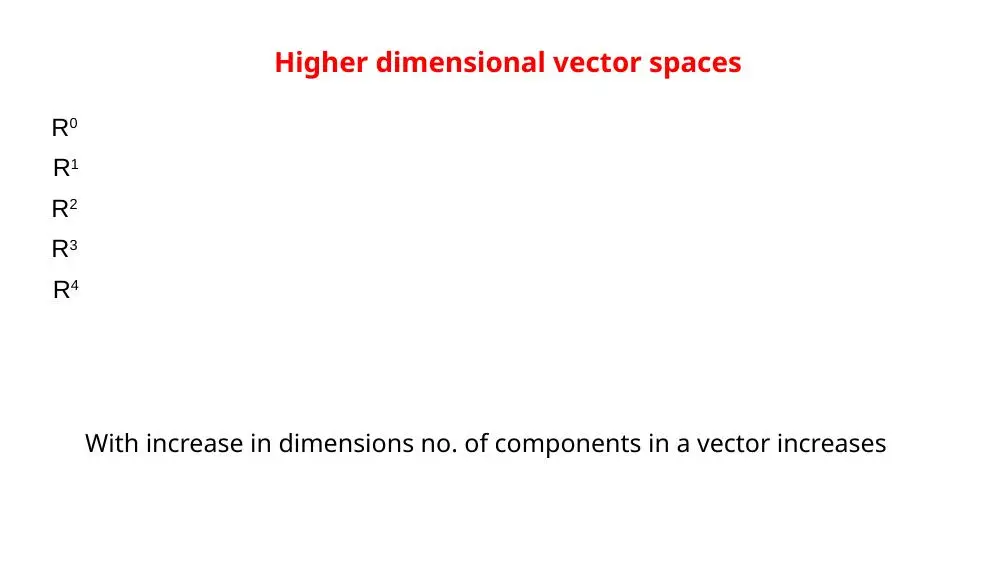 Higher dimensional vector spaces
R⁰
R¹
R²
R³
R⁴
With increase in dimensions no. of components in a vector increases